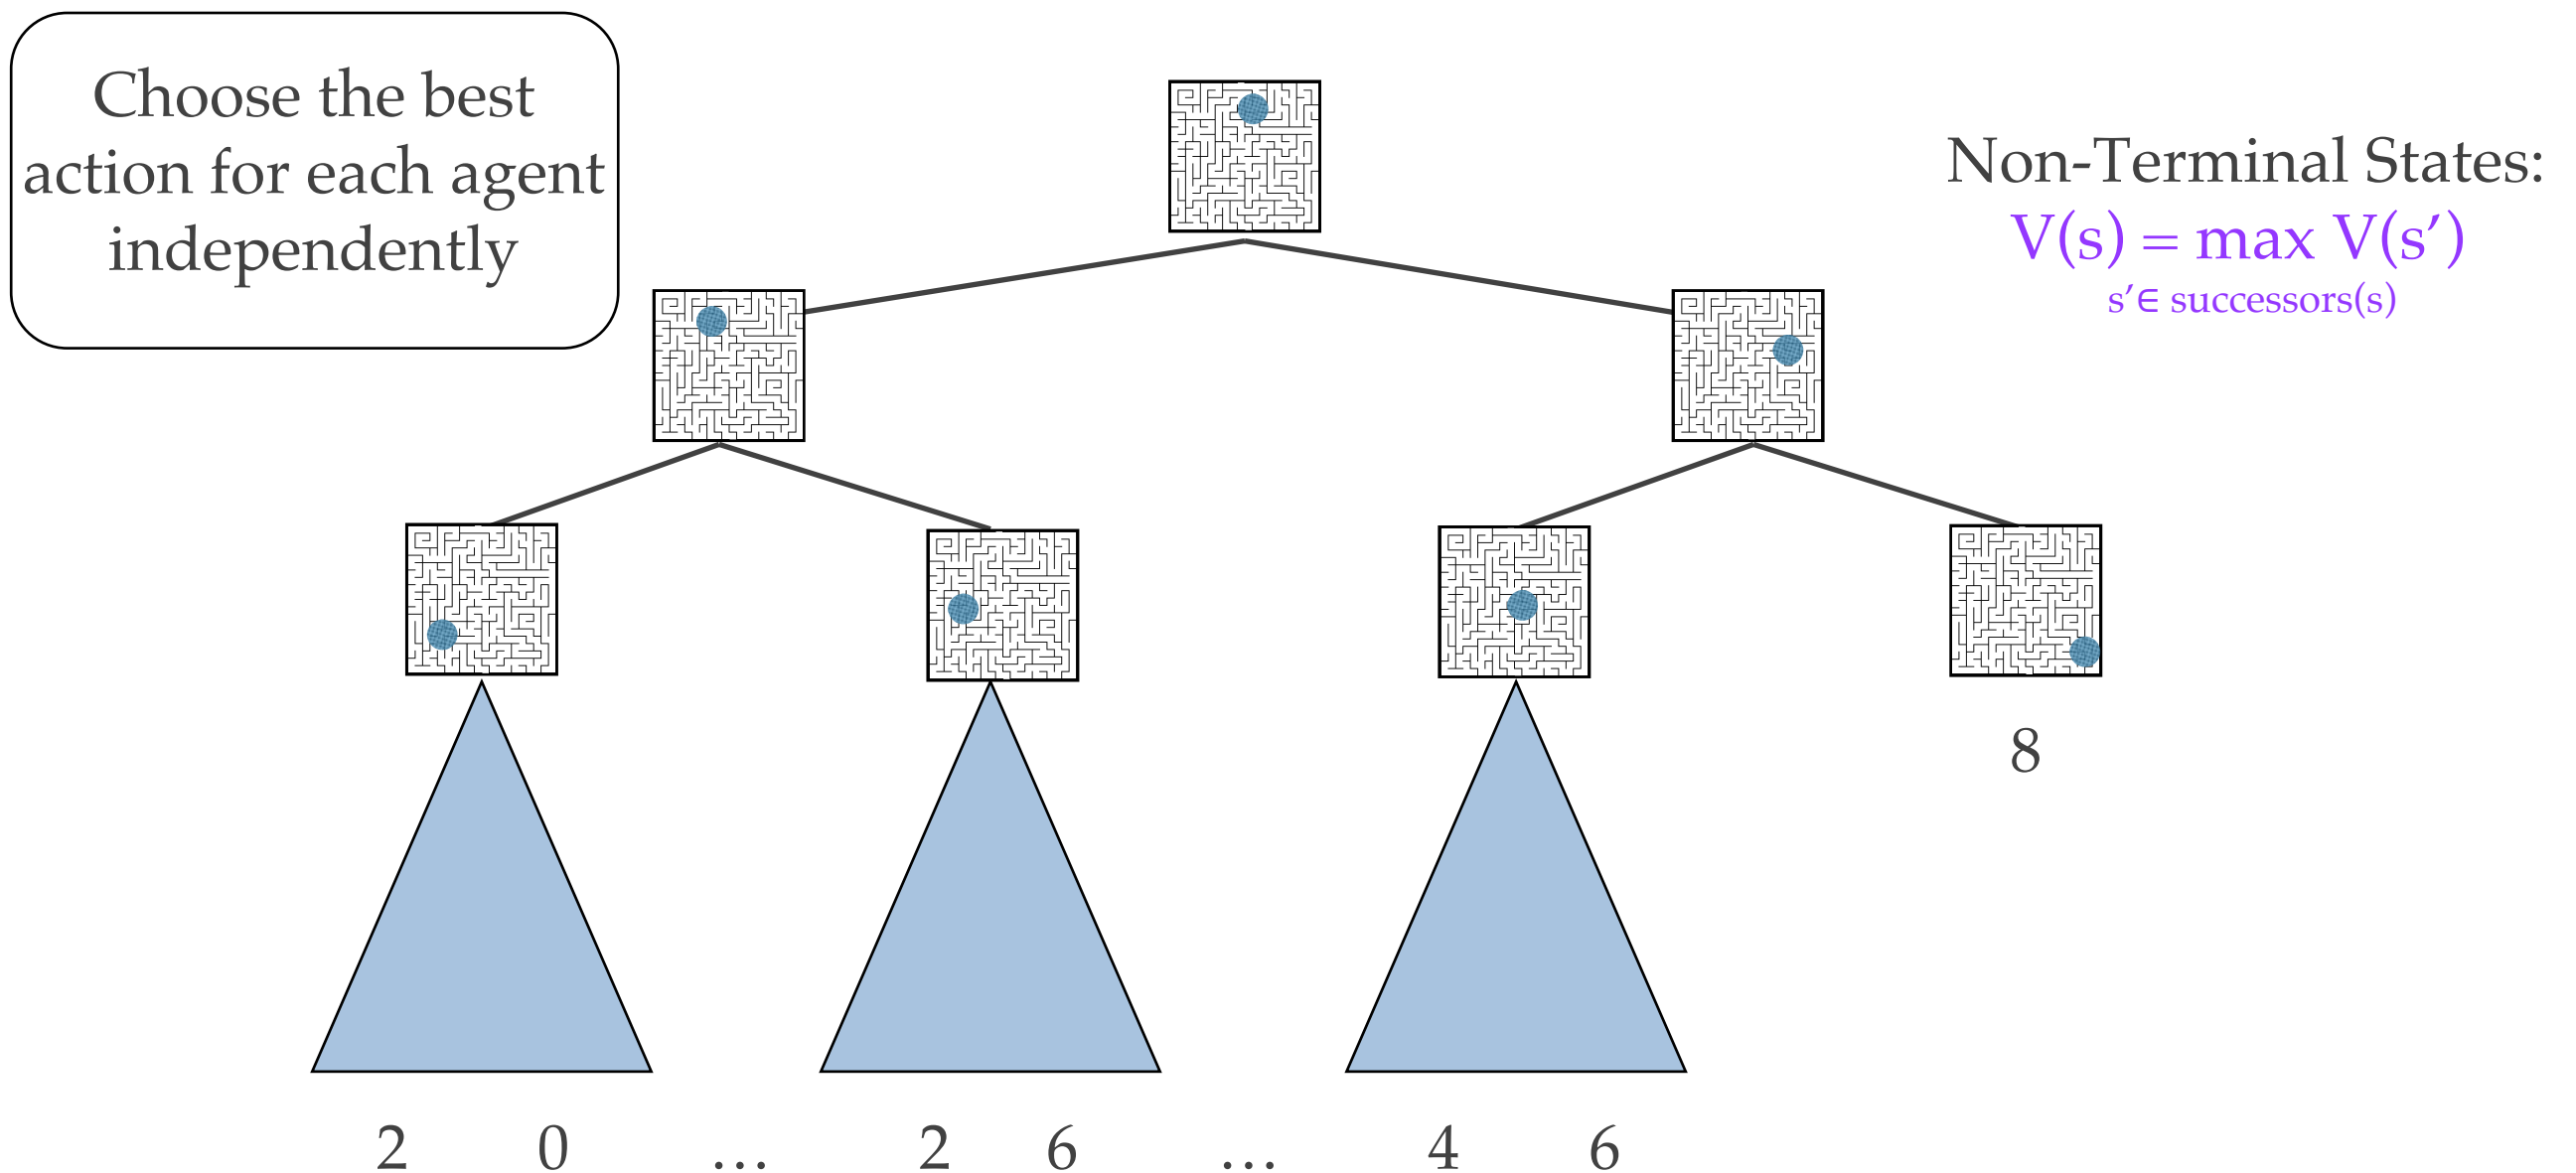 Choose the best
action for each agent
independently
Non-Terminal States:
V(s) = max V(s’)
s’∈ successors(s)
8
2 0 … 2 6 … 4 6